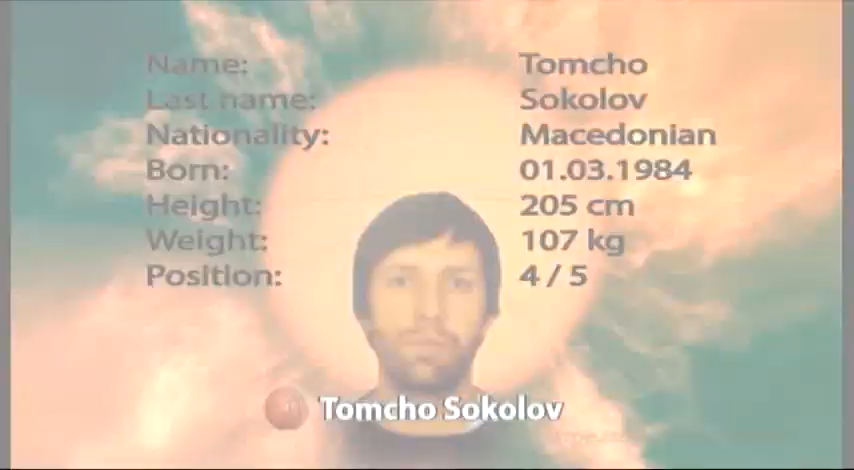 Name: Tomcho
Last name: Sokolov
Nationality: Macedonian
Born: 01.03.1984
Height: 205 cm
Weight: 107 kg
Position: 4 / 5
Tomcho Sokolov